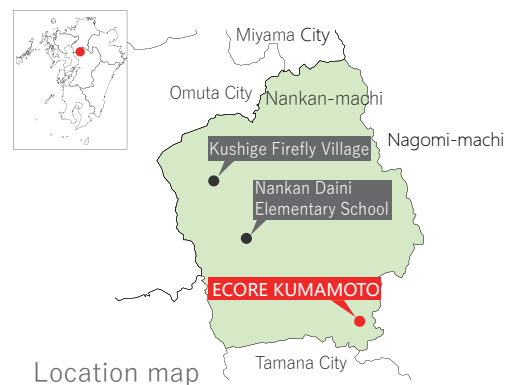 Miyama City
Omuta City
Nankan-machi
Nagomi-machi
Kushige Firefly Village
Nankan Daini
Elementary School
ECORE KUMAMOTO
Tamana City
Location map